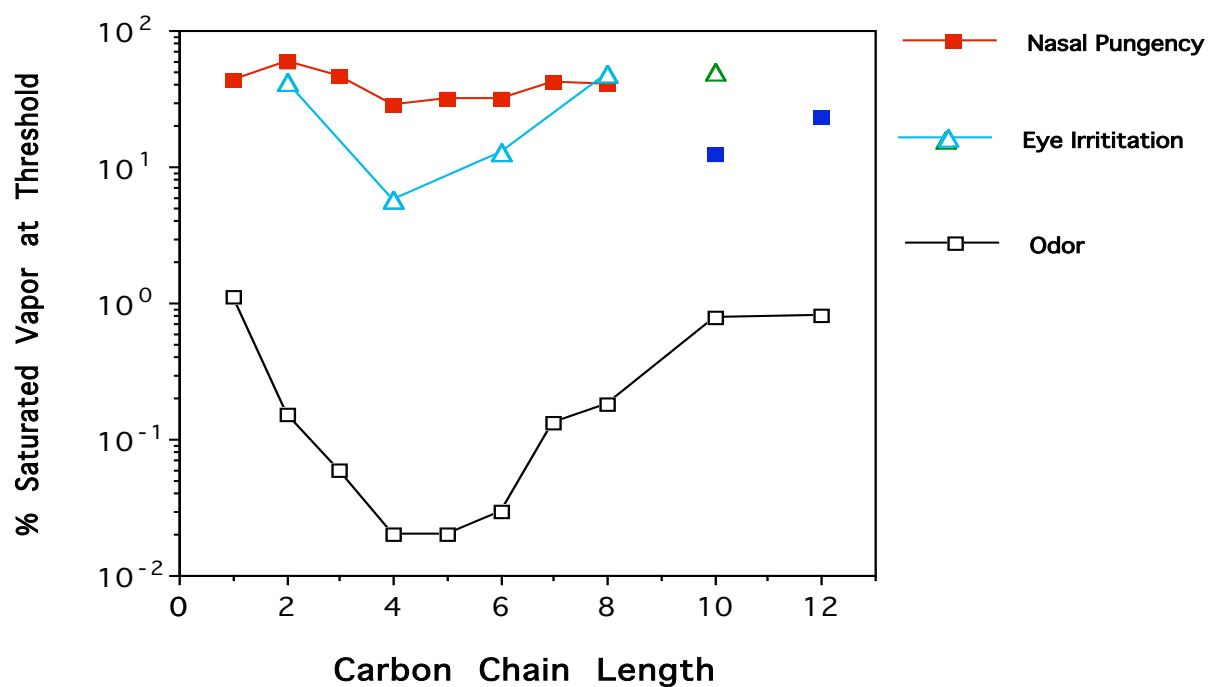 % Saturated Vapor at Threshold
10²
10¹
10⁰
10⁻¹
10⁻²
0 2 4 6 8 10 12
Carbon Chain Length
Nasal Pungency
Eye Irrititation
Odor